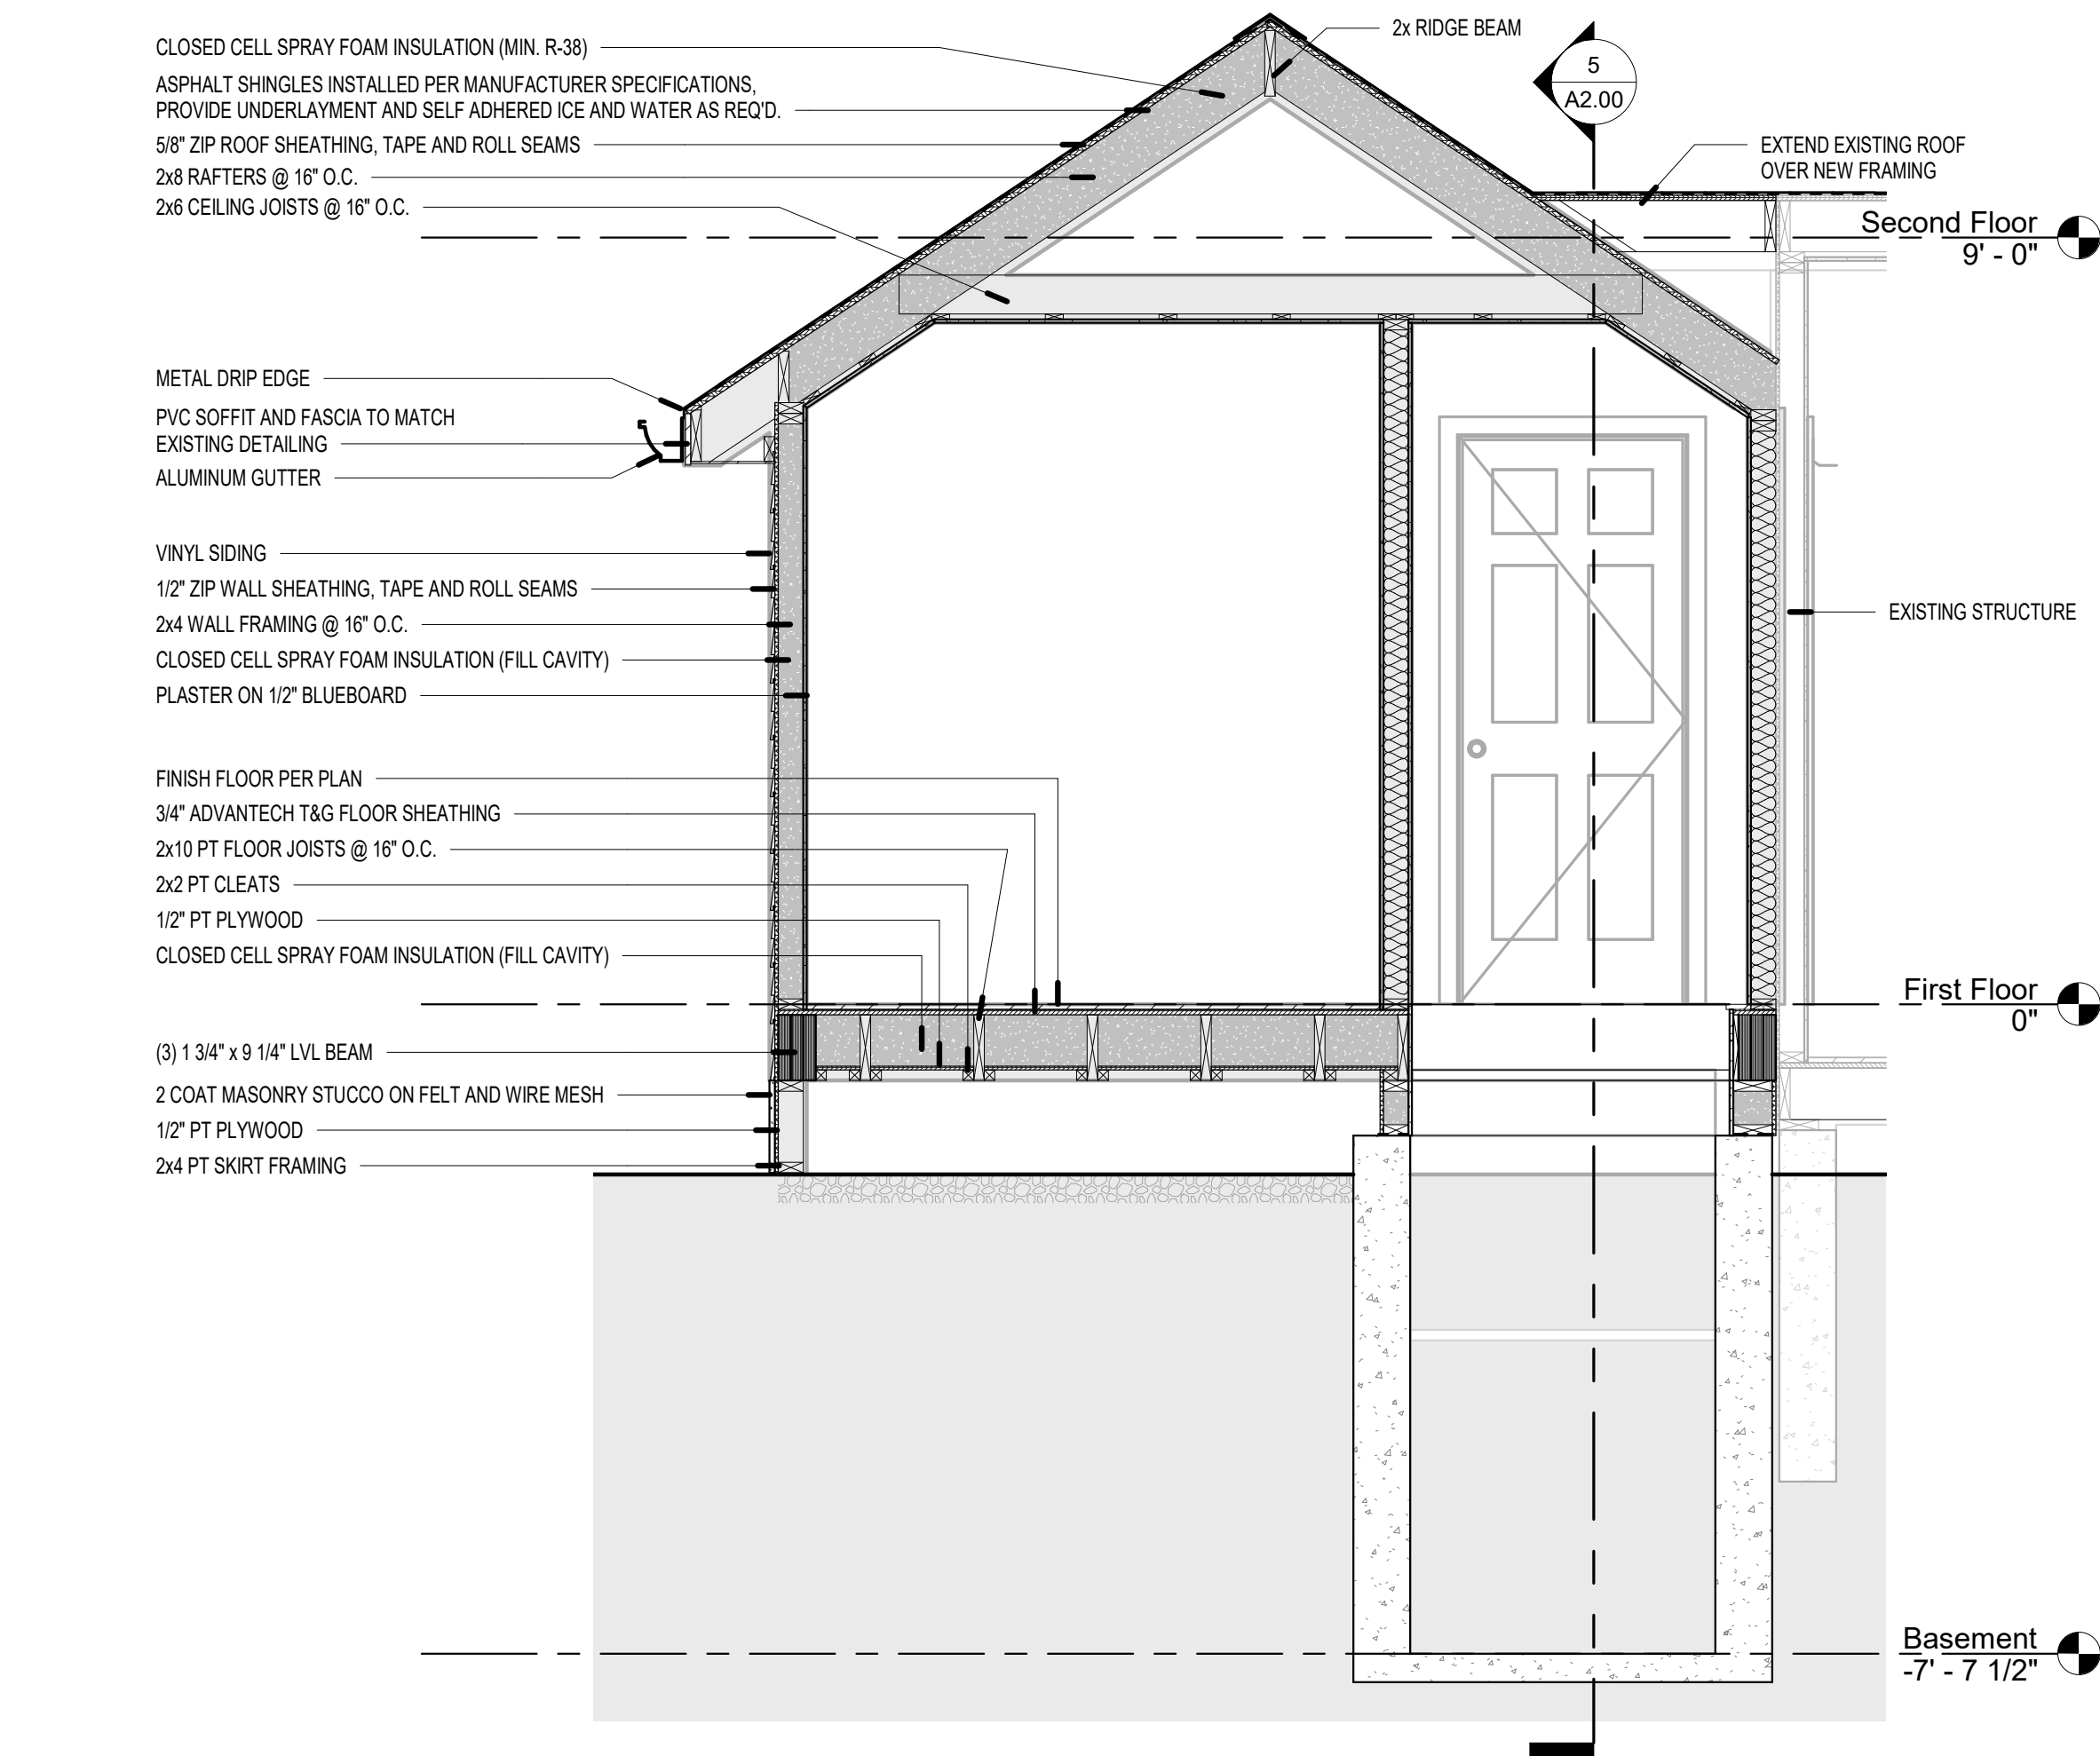 CLOSED CELL SPRAY FOAM INSULATION (MIN. R-38)
ASPHALT SHINGLES INSTALLED PER MANUFACTURER SPECIFICATIONS,
PROVIDE UNDERLAYMENT AND SELF ADHERED ICE AND WATER AS REQ'D.
5/8" ZIP ROOF SHEATHING, TAPE AND ROLL SEAMS
2x8 RAFTERS @ 16" O.C.
2x6 CEILING JOISTS @ 16" O.C.
METAL DRIP EDGE
PVC SOFFIT AND FASCIA TO MATCH
EXISTING DETAILING
ALUMINUM GUTTER
VINYL SIDING
1/2" ZIP WALL SHEATHING, TAPE AND ROLL SEAMS
2x4 WALL FRAMING @ 16" O.C.
CLOSED CELL SPRAY FOAM INSULATION (FILL CAVITY)
PLASTER ON 1/2" BLUEBOARD
FINISH FLOOR PER PLAN
3/4" ADVANTECH T&G FLOOR SHEATHING
2x10 PT FLOOR JOISTS @ 16" O.C.
2x2 PT CLEATS
1/2" PT PLYWOOD
CLOSED CELL SPRAY FOAM INSULATION (FILL CAVITY)
(3) 1 3/4" x 9 1/4" LVL BEAM
2 COAT MASONRY STUCCO ON FELT AND WIRE MESH
1/2" PT PLYWOOD
2x4 PT SKIRT FRAMING
2x RIDGE BEAM
5
A2.00
EXTEND EXISTING ROOF
OVER NEW FRAMING
Second Floor
9' - 0"
EXISTING STRUCTURE
First Floor
0"
Basement
-7' - 7 1/2"